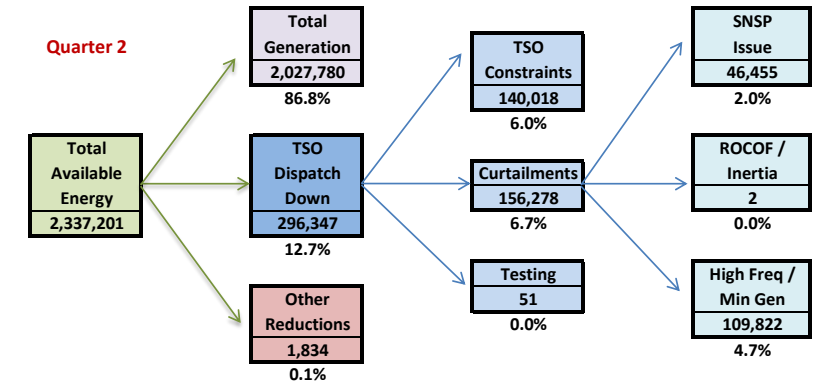 Quarter 2
Total
Available
Energy
2,337,201
Total
Generation
2,027,780
86.8%
TSO
Dispatch
Down
296,347
12.7%
Other
Reductions
1,834
0.1%
TSO
Constraints
140,018
6.0%
Curtailments
156,278
6.7%
Testing
51
0.0%
SNSP
Issue
46,455
2.0%
ROCOF /
Inertia
2
0.0%
High Freq /
Min Gen
109,822
4.7%